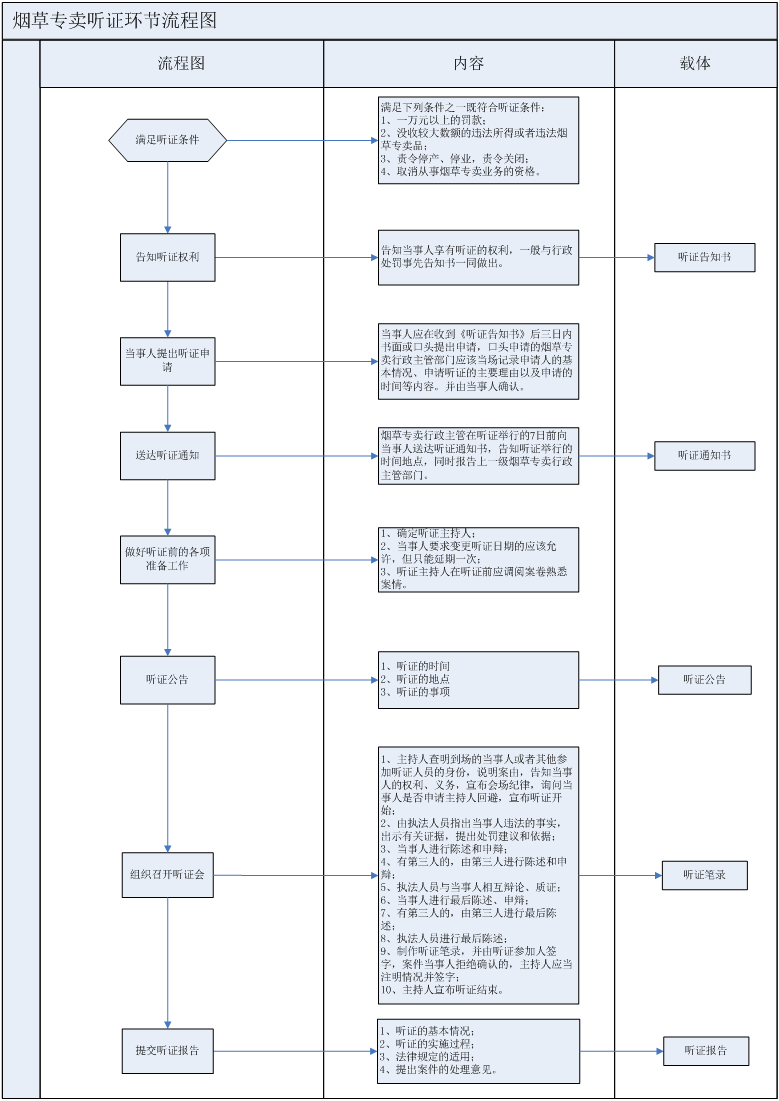 烟草专卖听证环节流程图
流程图
内容
载体
满足听证条件
满足下列条件之一既符合听证条件：
1、一万元以上的罚款；
2、没收较大数额的违法所得或者违法烟
草专卖品；
3、责令停产、停业，责令关闭；
4、取消从事烟草专卖业务的资格。
告知听证权利
告知当事人享有听证的权利，一般与行政
处罚事先告知书一同做出。
听证告知书
当事人提出听证申
请
当事人应在收到《听证告知书》后三日内
书面或口头提出申请，口头申请的烟草专
卖行政主管部门应该当场记录申请人的基
本情况、申请听证的主要理由以及申请的
时间等内容。并由当事人确认。
送达听证通知
烟草专卖行政主管在听证举行的7日前向
当事人送达听证通知书，告知听证举行的
时间地点，同时报告上一级烟草专卖行政
主管部门。
听证通知书
做好听证前的各项
准备工作
1、确定听证主持人；
2、当事人要求变更听证日期的应该允
许，但只能延期一次；
3、听证主持人在听证前应调阅案卷熟悉
案情。
听证公告
1、听证的时间
2、听证的地点
3、听证的事项
听证公告
组织召开听证会
1、主持人查明到场的当事人或者其他参
加听证人员的身份，说明案由，告知当事
人的权利、义务，宣布会场纪律，询问当
事人是否申请主持人回避，宣布听证开
始；
2、由执法人员指出当事人违法的事实，
出示有关证据，提出处罚建议和依据；
3、当事人进行陈述和申辩；
4、有第三人的，由第三人进行陈述和申
辩；
5、执法人员与当事人相互辩论、质证；
6、当事人进行最后陈述、申辩；
7、有第三人的，由第三人进行最后陈
述；
8、执法人员进行最后陈述；
9、制作听证笔录，并由听证参加人签
字，案件当事人拒绝确认的，主持人应当
注明情况并签字；
10、主持人宣布听证结束。
听证笔录
提交听证报告
1、听证的基本情况；
2、听证的实施过程；
3、法律规定的适用；
4、提出案件的处理意见。
听证报告